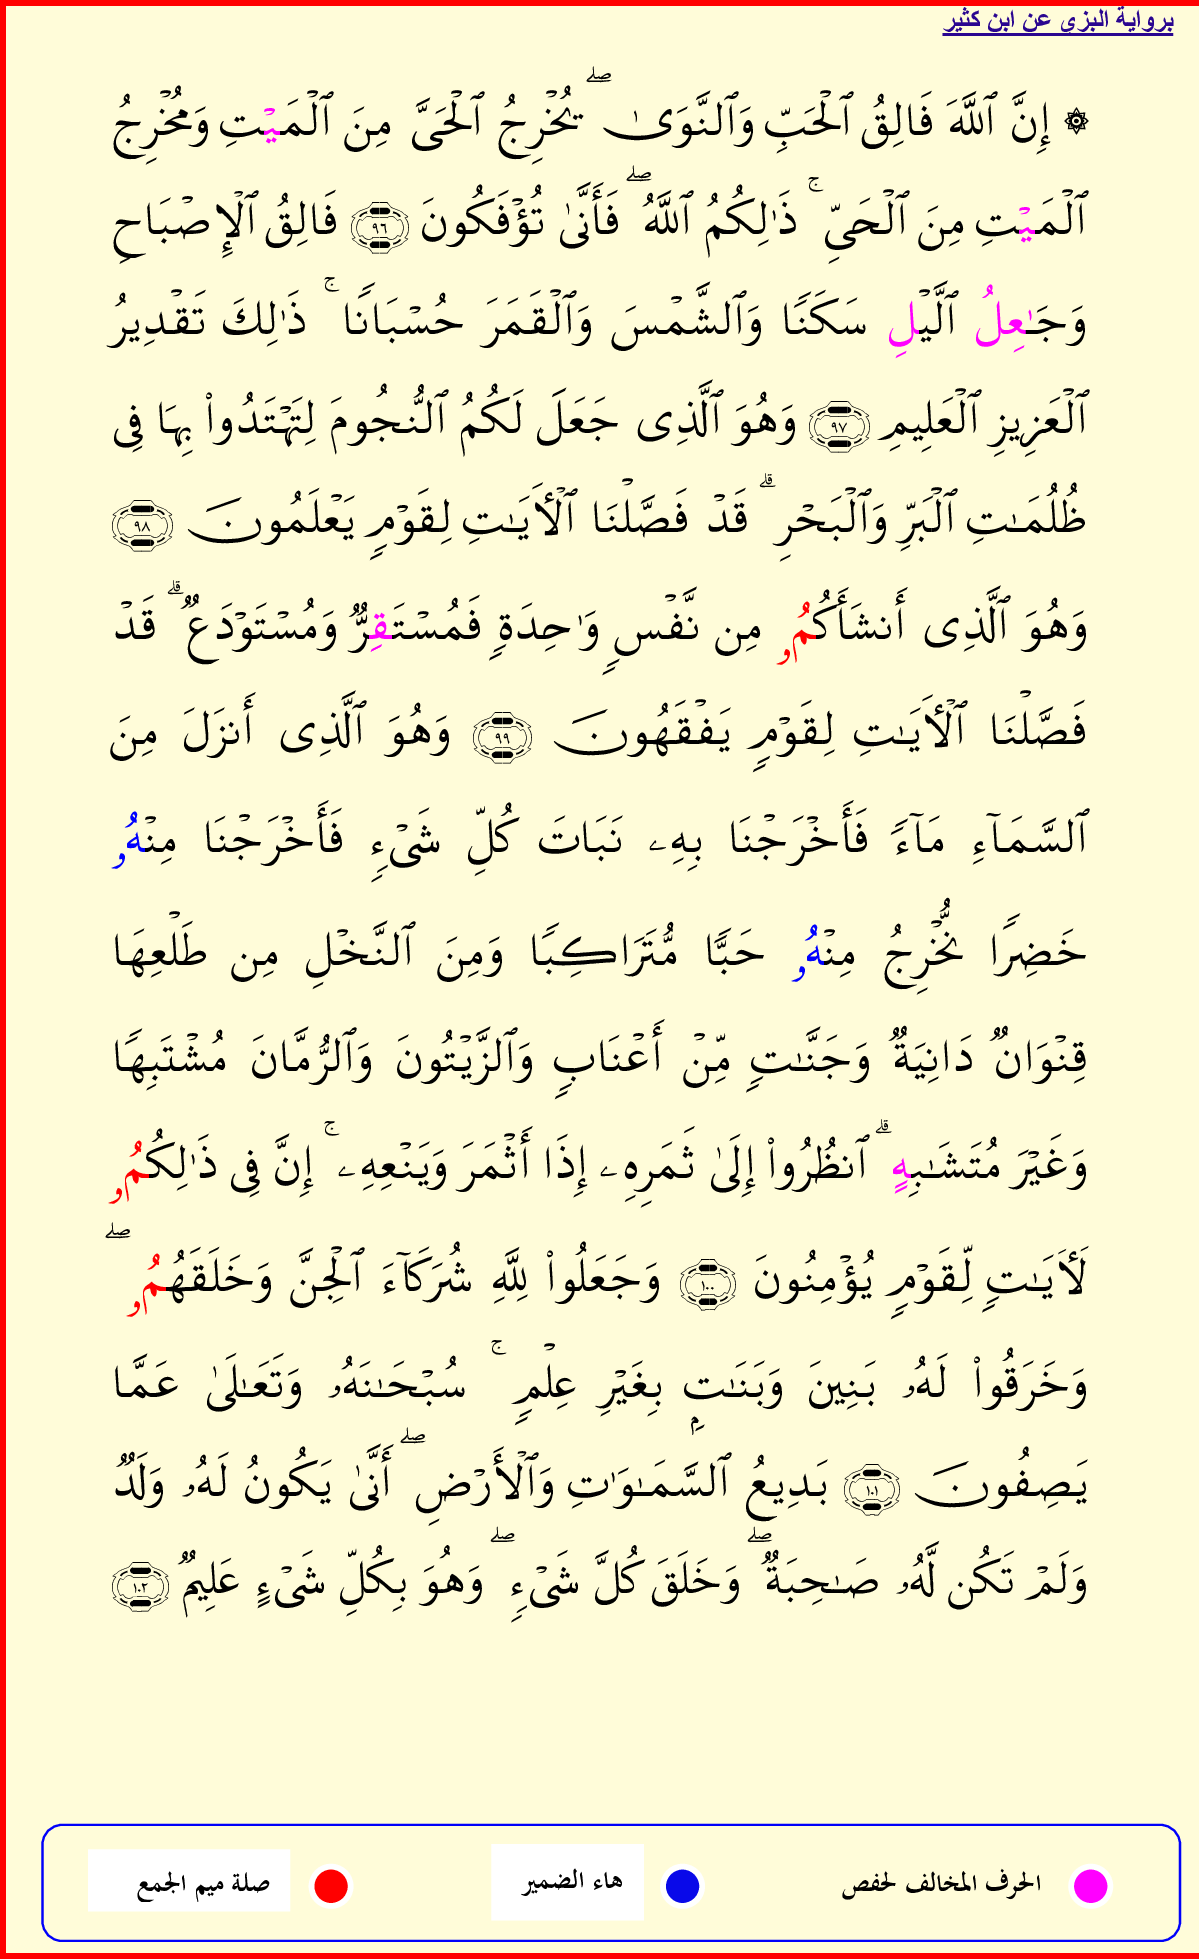 برواية البزى عن ابن كثير
۞ إِنَّ ٱللَّهَ فَالِقُ ٱلْحَبِّ وَٱلنَّوَىٰ ۖ يُخْرِجُ ٱلْحَىَّ مِنَ ٱلْمَيْتِ وَمُخْرِجُ
ٱلْمَيْتِ مِنَ ٱلْحَىِّ ۚ ذَٰلِكُمُ ٱللَّهُ ۖ فَأَنَّىٰ تُؤْفَكُونَ ٩٦ فَالِقُ ٱلْإِصْبَاحِ
وَجَـٰعِلُ ٱلَّيْلِ سَكَنًا وَٱلشَّمْسَ وَٱلْقَمَرَ حُسْبَانًا ۚ ذَٰلِكَ تَقْدِيرُ
ٱلْعَزِيزِ ٱلْعَلِيمِ ٩٧ وَهُوَ ٱلَّذِى جَعَلَ لَكُمُ ٱلنُّجُومَ لِتَهْتَدُوا۟ بِهَا فِى
ظُلُمَـٰتِ ٱلْبَرِّ وَٱلْبَحْرِ ۗ قَدْ فَصَّلْنَا ٱلْأَيَـٰتِ لِقَوْمٍ يَعْلَمُونَ ٩٨
وَهُوَ ٱلَّذِى أَنشَأَكُمُۥ مِن نَّفْسٍ وَٰحِدَةٍ فَمُسْتَقِرٌّ وَمُسْتَوْدَعٌ ۗ قَدْ
فَصَّلْنَا ٱلْأَيَـٰتِ لِقَوْمٍ يَفْقَهُونَ ٩٩ وَهُوَ ٱلَّذِى أَنزَلَ مِنَ
ٱلسَّمَآءِ مَآءً فَأَخْرَجْنَا بِهِۦ نَبَاتَ كُلِّ شَىْءٍ فَأَخْرَجْنَا مِنْهُۥ
خَضِرًا نُّخْرِجُ مِنْهُۥ حَبًّا مُّتَرَاكِبًا وَمِنَ ٱلنَّخْلِ مِن طَلْعِهَا
قِنْوَانٌ دَانِيَةٌ وَجَنَّـٰتٍ مِّنْ أَعْنَابٍ وَٱلزَّيْتُونَ وَٱلرُّمَّانَ مُشْتَبِهًا
وَغَيْرَ مُتَشَـٰبِهٍ ۗ ٱنظُرُوا۟ إِلَىٰ ثَمَرِهِۦ إِذَا أَثْمَرَ وَيَنْعِهِۦ ۚ إِنَّ فِى ذَٰلِكُمُۥ
لَأَيَـٰتٍ لِّقَوْمٍ يُؤْمِنُونَ ١٠٠ وَجَعَلُوا۟ لِلَّهِ شُرَكَآءَ ٱلْجِنَّ وَخَلَقَهُمُۥ ۖ
وَخَرَقُوا۟ لَهُۥ بَنِينَ وَبَنَـٰتٍۭ بِغَيْرِ عِلْمٍ ۚ سُبْحَـٰنَهُۥ وَتَعَـٰلَىٰ عَمَّا
يَصِفُونَ ١٠١ بَدِيعُ ٱلسَّمَـٰوَٰتِ وَٱلْأَرْضِ ۖ أَنَّىٰ يَكُونُ لَهُۥ وَلَدٌ
وَلَمْ تَكُن لَّهُۥ صَـٰحِبَةٌ ۖ وَخَلَقَ كُلَّ شَىْءٍ ۖ وَهُوَ بِكُلِّ شَىْءٍ عَلِيمٌ ١٠٢
الحرف المخالف لحفص هاء الضمير صلة ميم الجمع